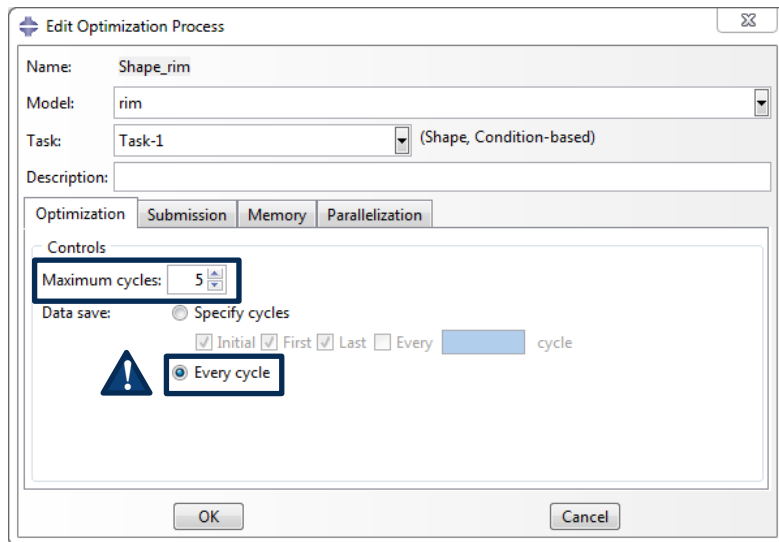 Edit Optimization Process
Name: Shape_rim
Model: rim
Task: Task-1 (Shape, Condition-based)
Description:
Optimization Submission Memory Parallelization
Controls
Maximum cycles: 5
Data save: Specify cycles
Initial First Last Every cycle
Every cycle
OK Cancel